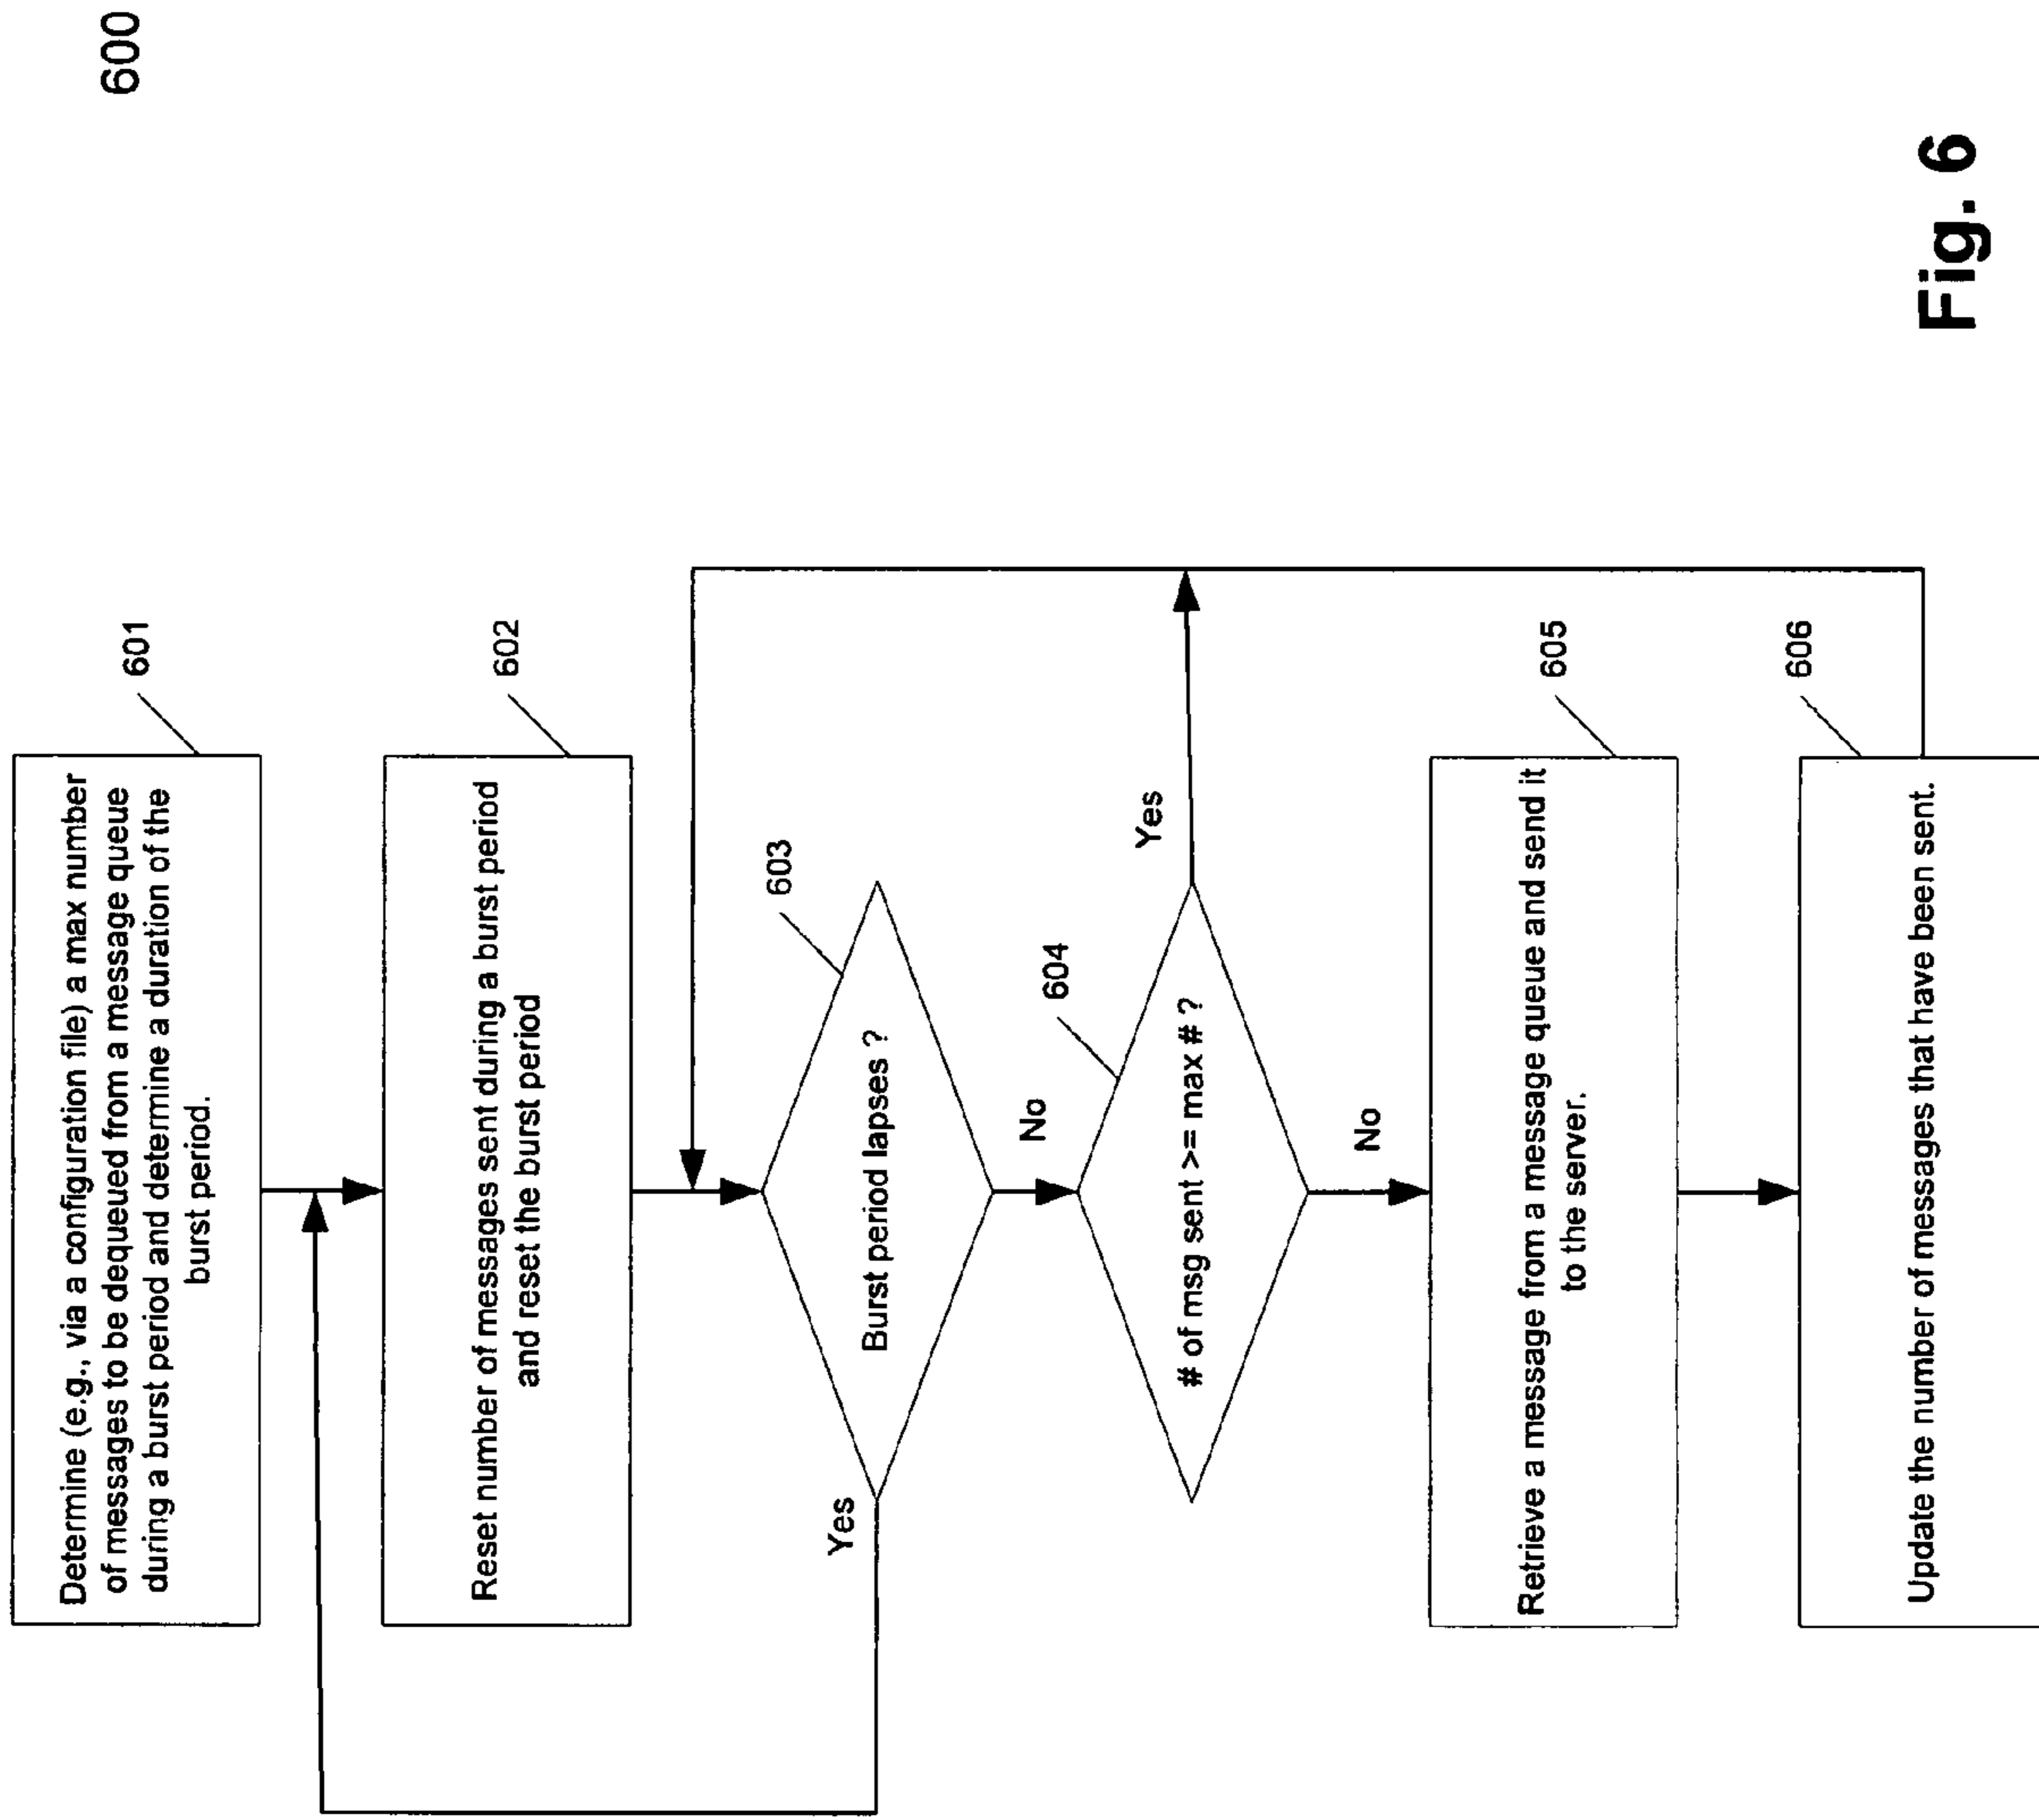 600
Determine (e.g., via a configuration file) a max number
of messages to be dequeued from a message queue
during a burst period and determine a duration of the
burst period.
601
Reset number of messages sent during a burst period
and reset the burst period
602
603
Burst period lapses ?
Yes
No
604
# of msg sent >= max # ?
Yes
No
Retrieve a message from a message queue and send it
to the server.
605
Update the number of messages that have been sent.
606
Fig. 6